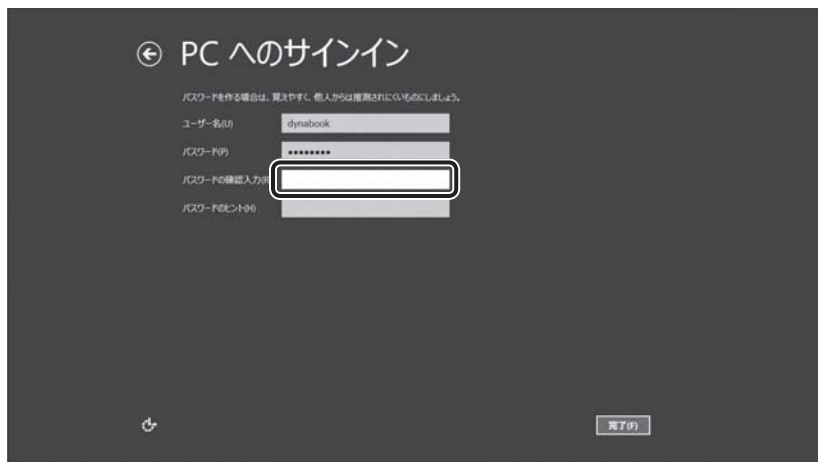 PC へのサインイン
パスワードを作る場合は、覚えやすく、他人からは推測されにくいものにしましょう。
ユーザー名(U)
dynabook
パスワード(P)
••••••••
パスワードの確認入力(R
パスワードのヒント(H)
完了(F)